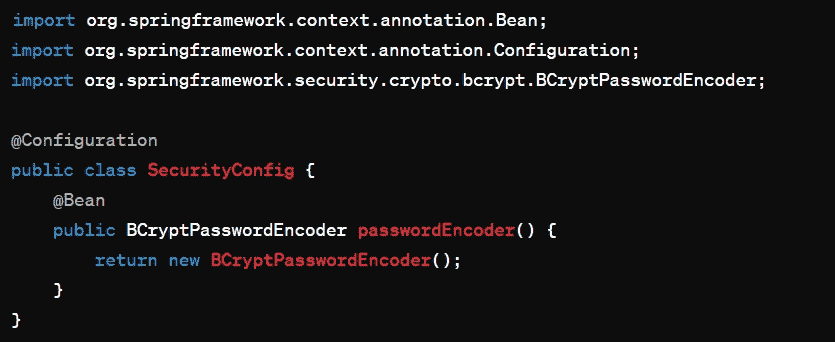 import org.springframework.context.annotation.Bean;
import org.springframework.context.annotation.Configuration;
import org.springframework.security.crypto.bcrypt.BCryptPasswordEncoder;
@Configuration
public class SecurityConfig {
    @Bean
    public BCryptPasswordEncoder passwordEncoder() {
        return new BCryptPasswordEncoder();
    }
}